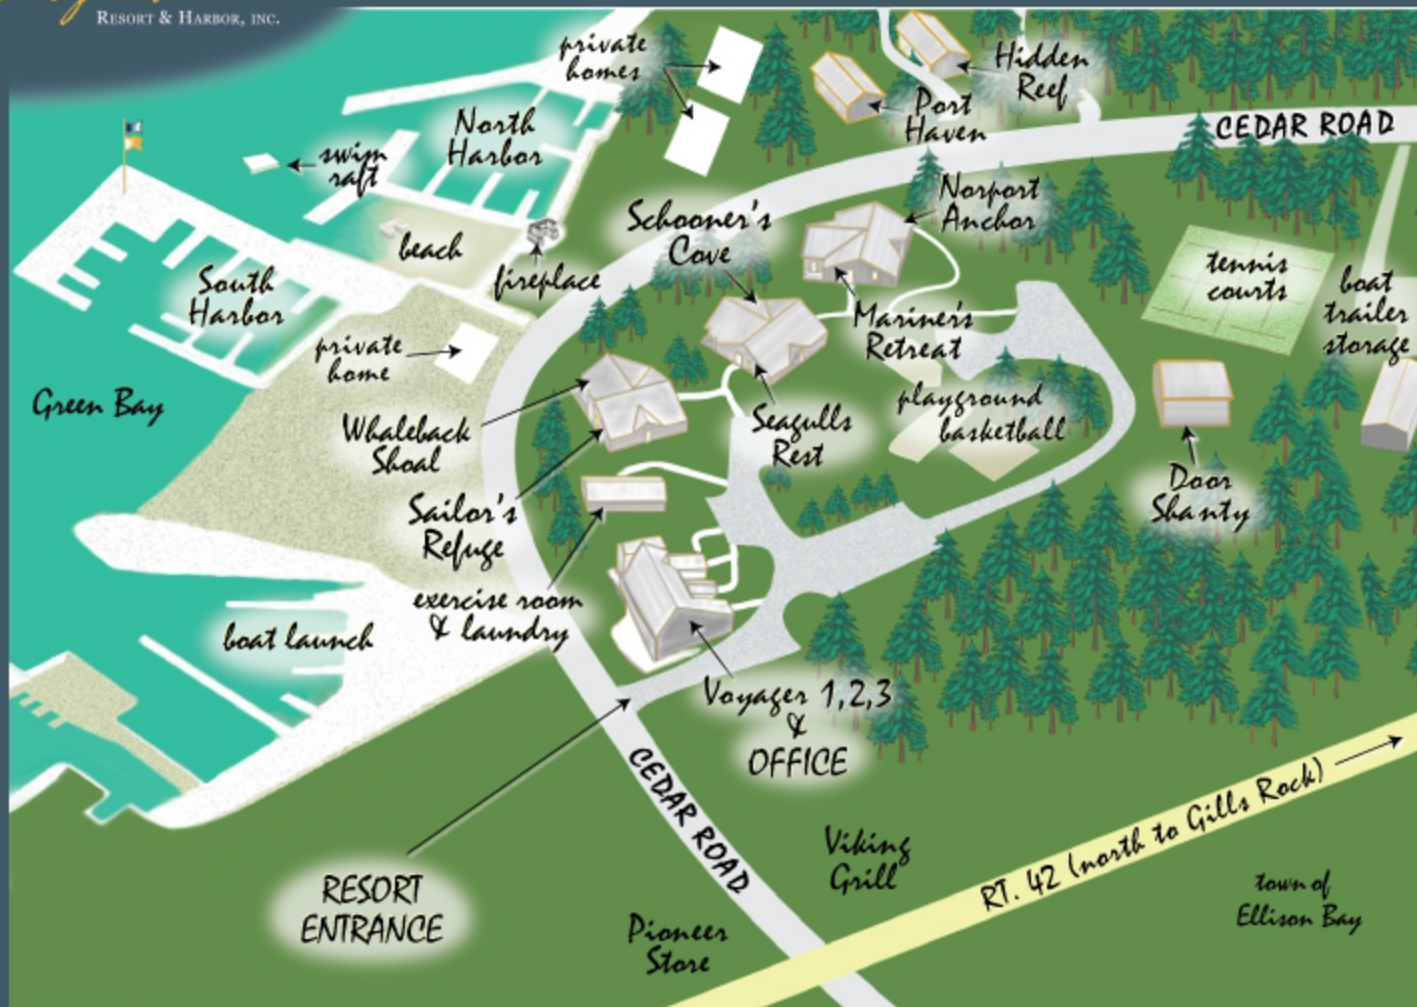 RESORT & HARBOR, INC.
private
homes
Hidden
Reef
Port
Haven
CEDAR ROAD
North
Harbor
swim
raft
Norport
Anchor
Schooner's
Cove
beach
fireplace
South
Harbor
tennis
courts
boat
trailer
storage
Mariner's
Retreat
private
home
Green Bay
playground
basketball
Whaleback
Shoal
Seagulls
Rest
Door
Shanty
Sailor's
Refuge
exercise room
& laundry
boat launch
Voyager 1,2,3
&
OFFICE
CEDAR ROAD
RT. 42 (north to Gills Rock)
Viking
Grill
RESORT
ENTRANCE
town of
Ellison Bay
Pioneer
Store